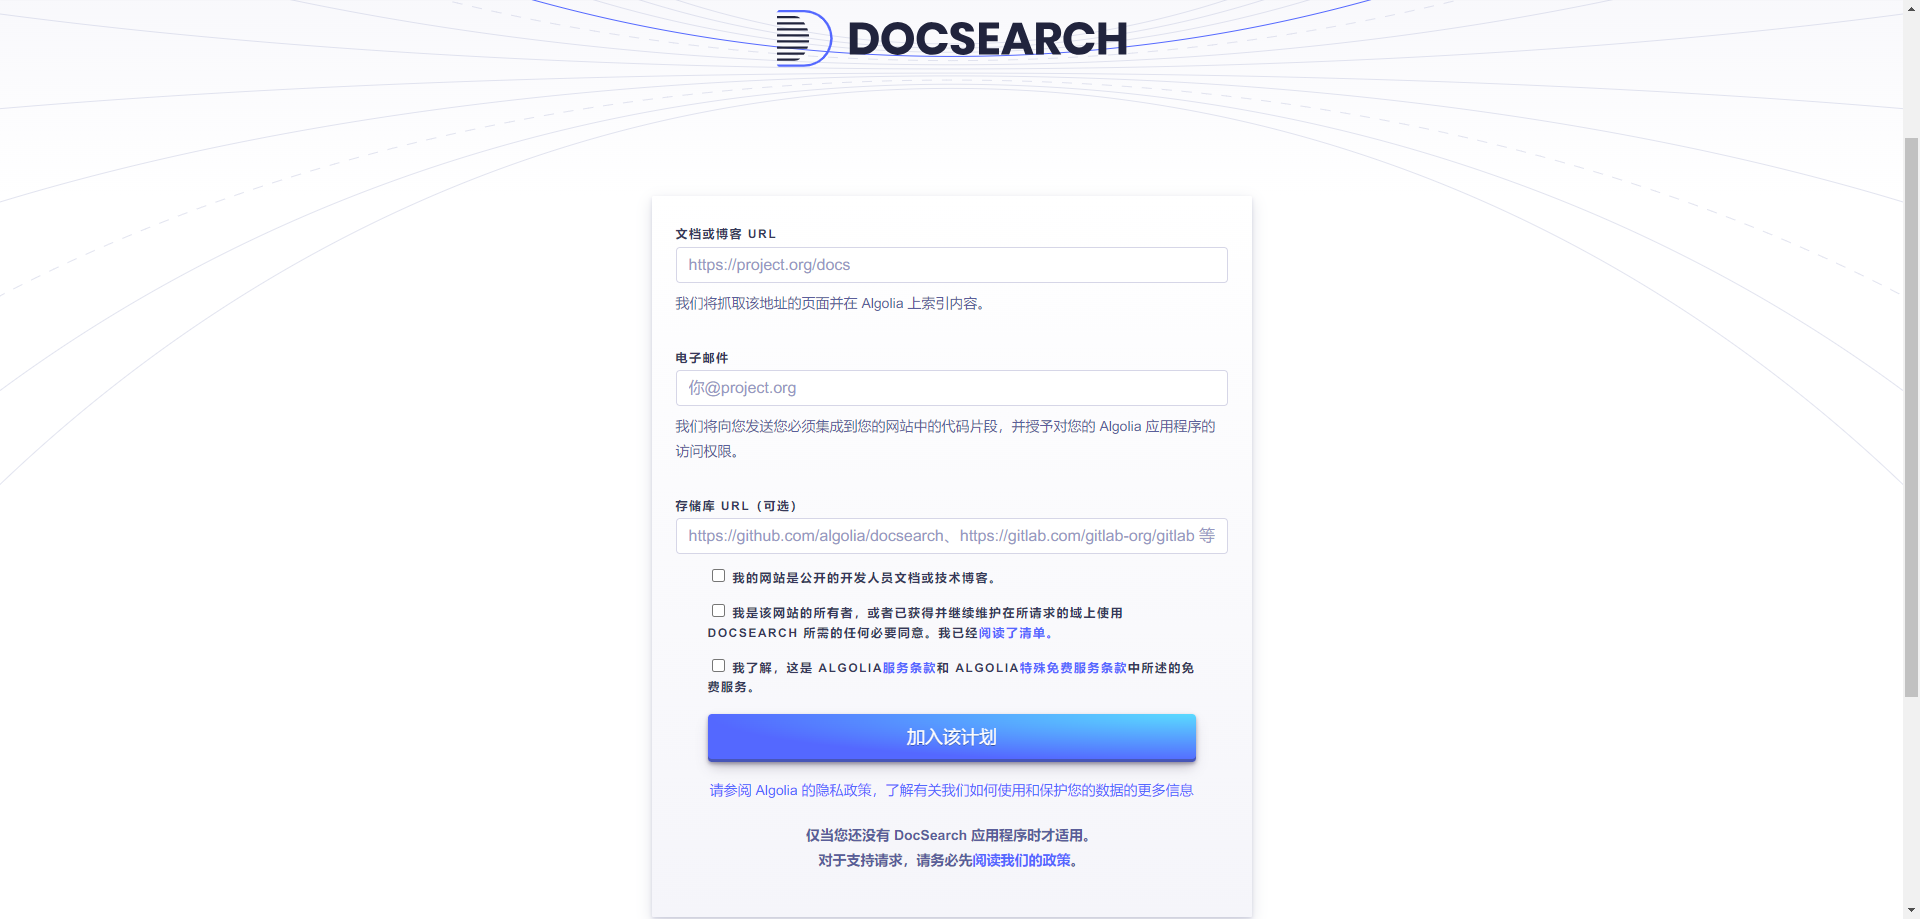 DOCSEARCH
文档或博客 URL
https://project.org/docs
我们将抓取该地址的页面并在 Algolia 上索引内容。
电子邮件
你@project.org
我们将向您发送您必须集成到您的网站中的代码片段，并授予对您的 Algolia 应用程序的
访问权限。
存储库 URL（可选）
https://github.com/algolia/docsearch、https://gitlab.com/gitlab-org/gitlab 等
我的网站是公开的开发人员文档或技术博客。
我是该网站的所有者，或者已获得并继续维护在所请求的域上使用
DOCSEARCH 所需的任何必要同意。我已经阅读了清单。
我了解，这是 ALGOLIA服务条款和 ALGOLIA特殊免费服务条款中所述的免
费服务。
加入该计划
请参阅 Algolia 的隐私政策，了解有关我们如何使用和保护您的数据的更多信息
仅当您还没有 DocSearch 应用程序时才适用。
对于支持请求，请务必先阅读我们的政策。